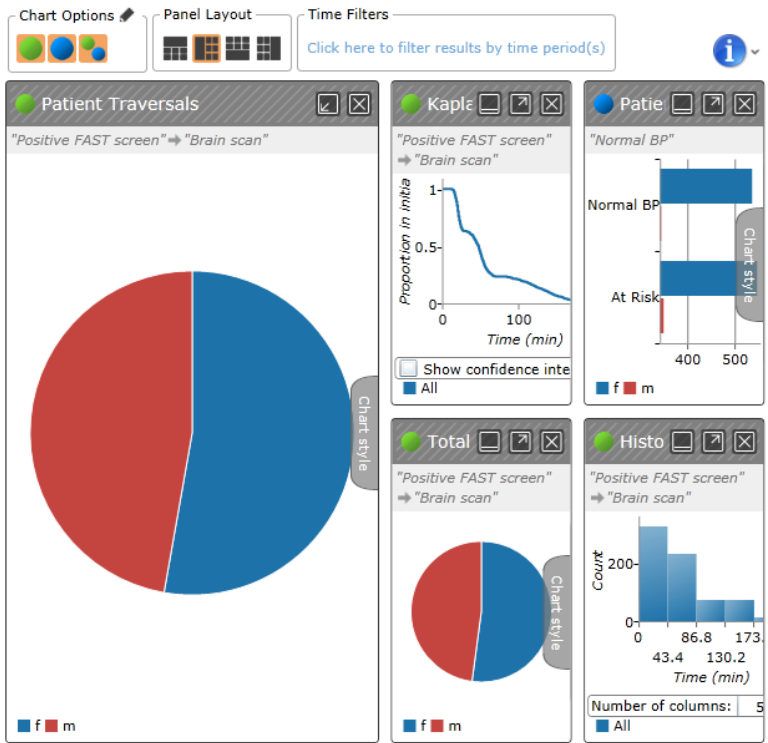 Chart Options
Panel Layout
Time Filters
Click here to filter results by time period(s)
i
Patient Traversals
"Positive FAST screen" ➡ "Brain scan"
f m
Chart style
Kapla
"Positive FAST screen"
➡ "Brain scan"
Proportion in initia
1
0.5
0
0 100
Time (min)
Show confidence inte
All
Patie
"Normal BP"
Normal BP
At Risk
400 500
f m
Chart style
Total
"Positive FAST screen"
➡ "Brain scan"
f m
Chart style
Histo
"Positive FAST screen"
➡ "Brain scan"
Count
200
0
0 86.8 173.
43.4 130.2
Time (min)
Number of columns: 5
All